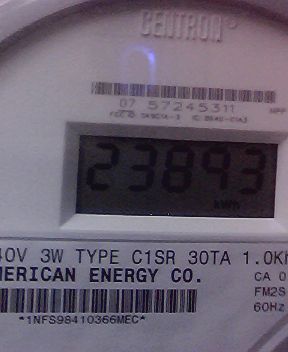 CENTRON®
07 57245311
23893
kWh
40V 3W TYPE C1SR 30TA 1.0K
MERICAN ENERGY CO.
CA 0
FM2S
60Hz
*1NFS98410366MEC*